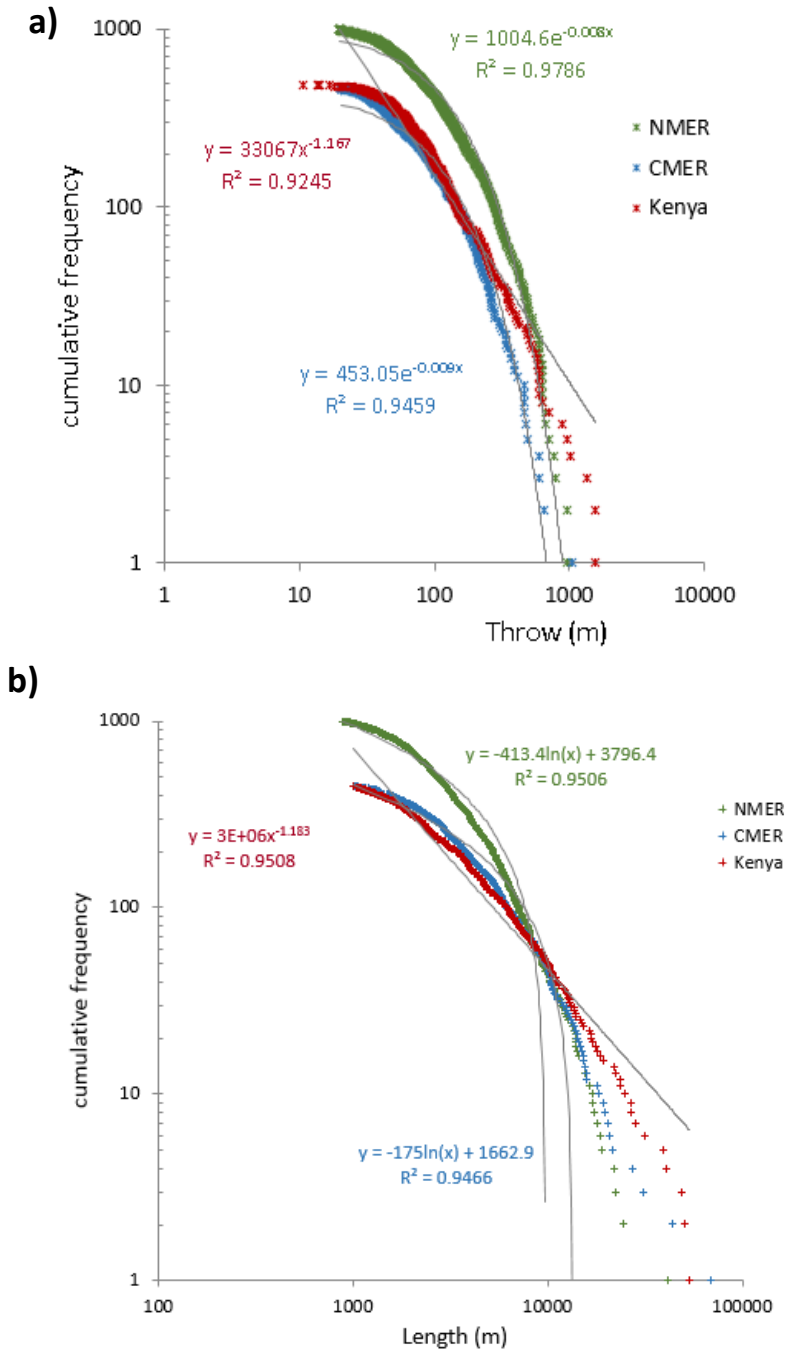 a)
1000
100
10
1
1
10
100
1000
10000
cumulative frequency
Throw (m)
y = 1004.6e^-0.008x
R² = 0.9786
y = 33067x^-1.167
R² = 0.9245
y = 453.05e^-0.009x
R² = 0.9459
NMER
CMER
Kenya
b)
1000
100
10
1
100
1000
10000
100000
cumulative frequency
Length (m)
y = -413.4ln(x) + 3796.4
R² = 0.9506
y = 3E+06x^-1.183
R² = 0.9508
y = -175ln(x) + 1662.9
R² = 0.9466
NMER
CMER
Kenya